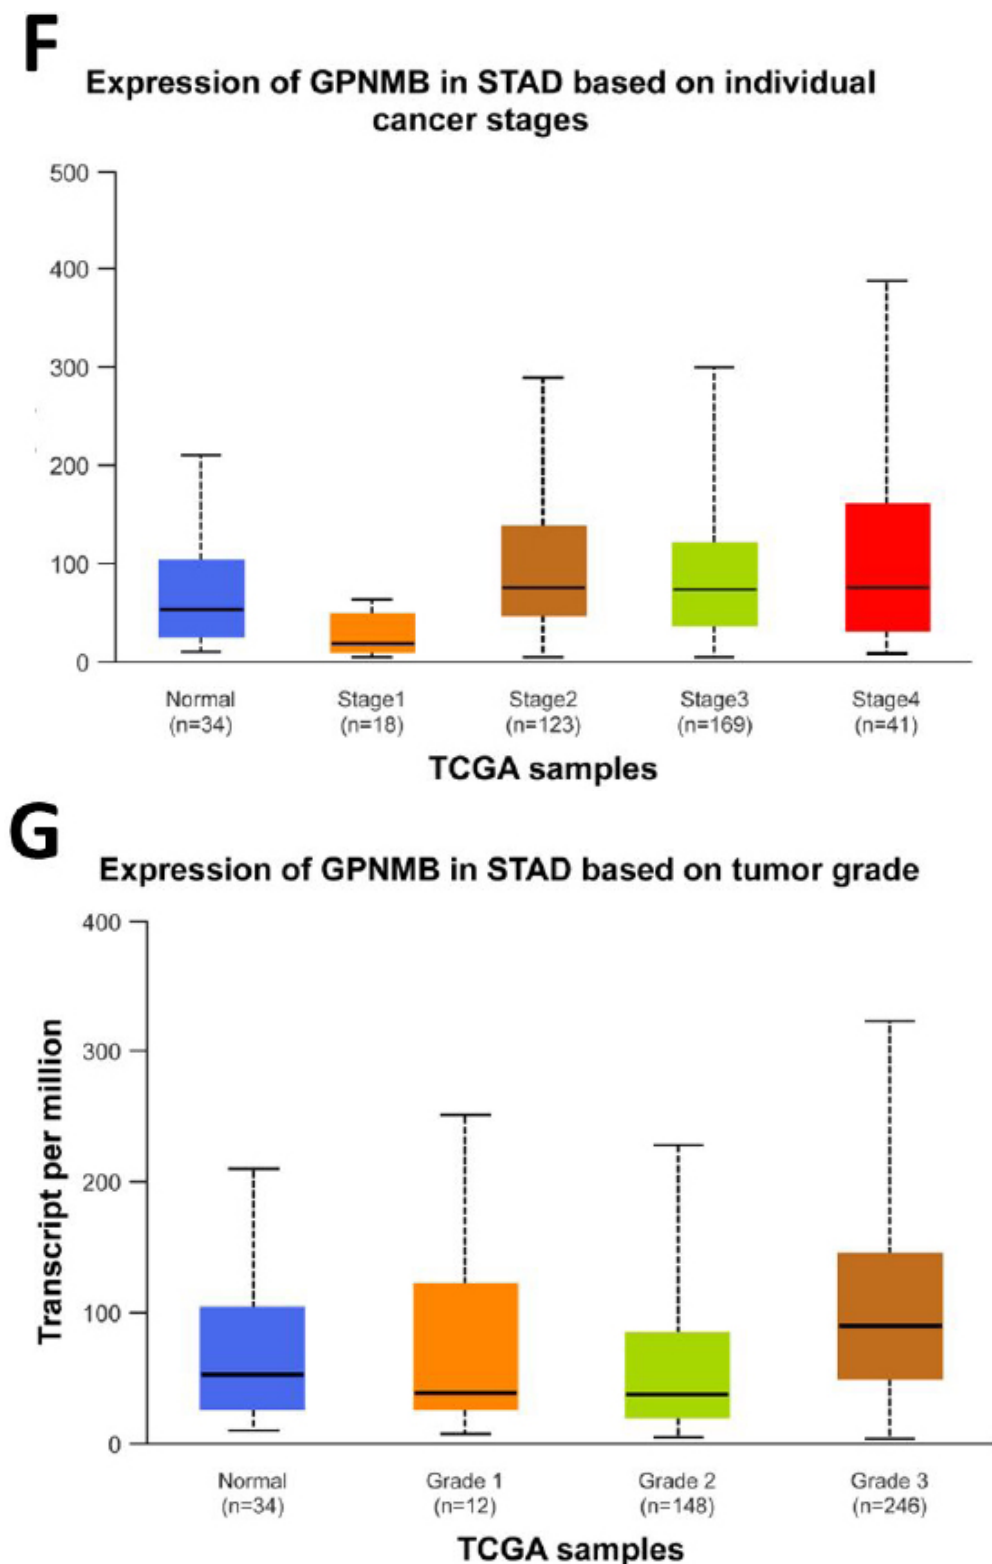 F
Expression of GPNMB in STAD based on individual
cancer stages
500
400
300
200
100
0
Normal Stage1 Stage2 Stage3 Stage4
(n=34) (n=18) (n=123) (n=169) (n=41)
TCGA samples
G
Expression of GPNMB in STAD based on tumor grade
Transcript per million
400
300
200
100
0
Normal Grade 1 Grade 2 Grade 3
(n=34) (n=12) (n=148) (n=246)
TCGA samples